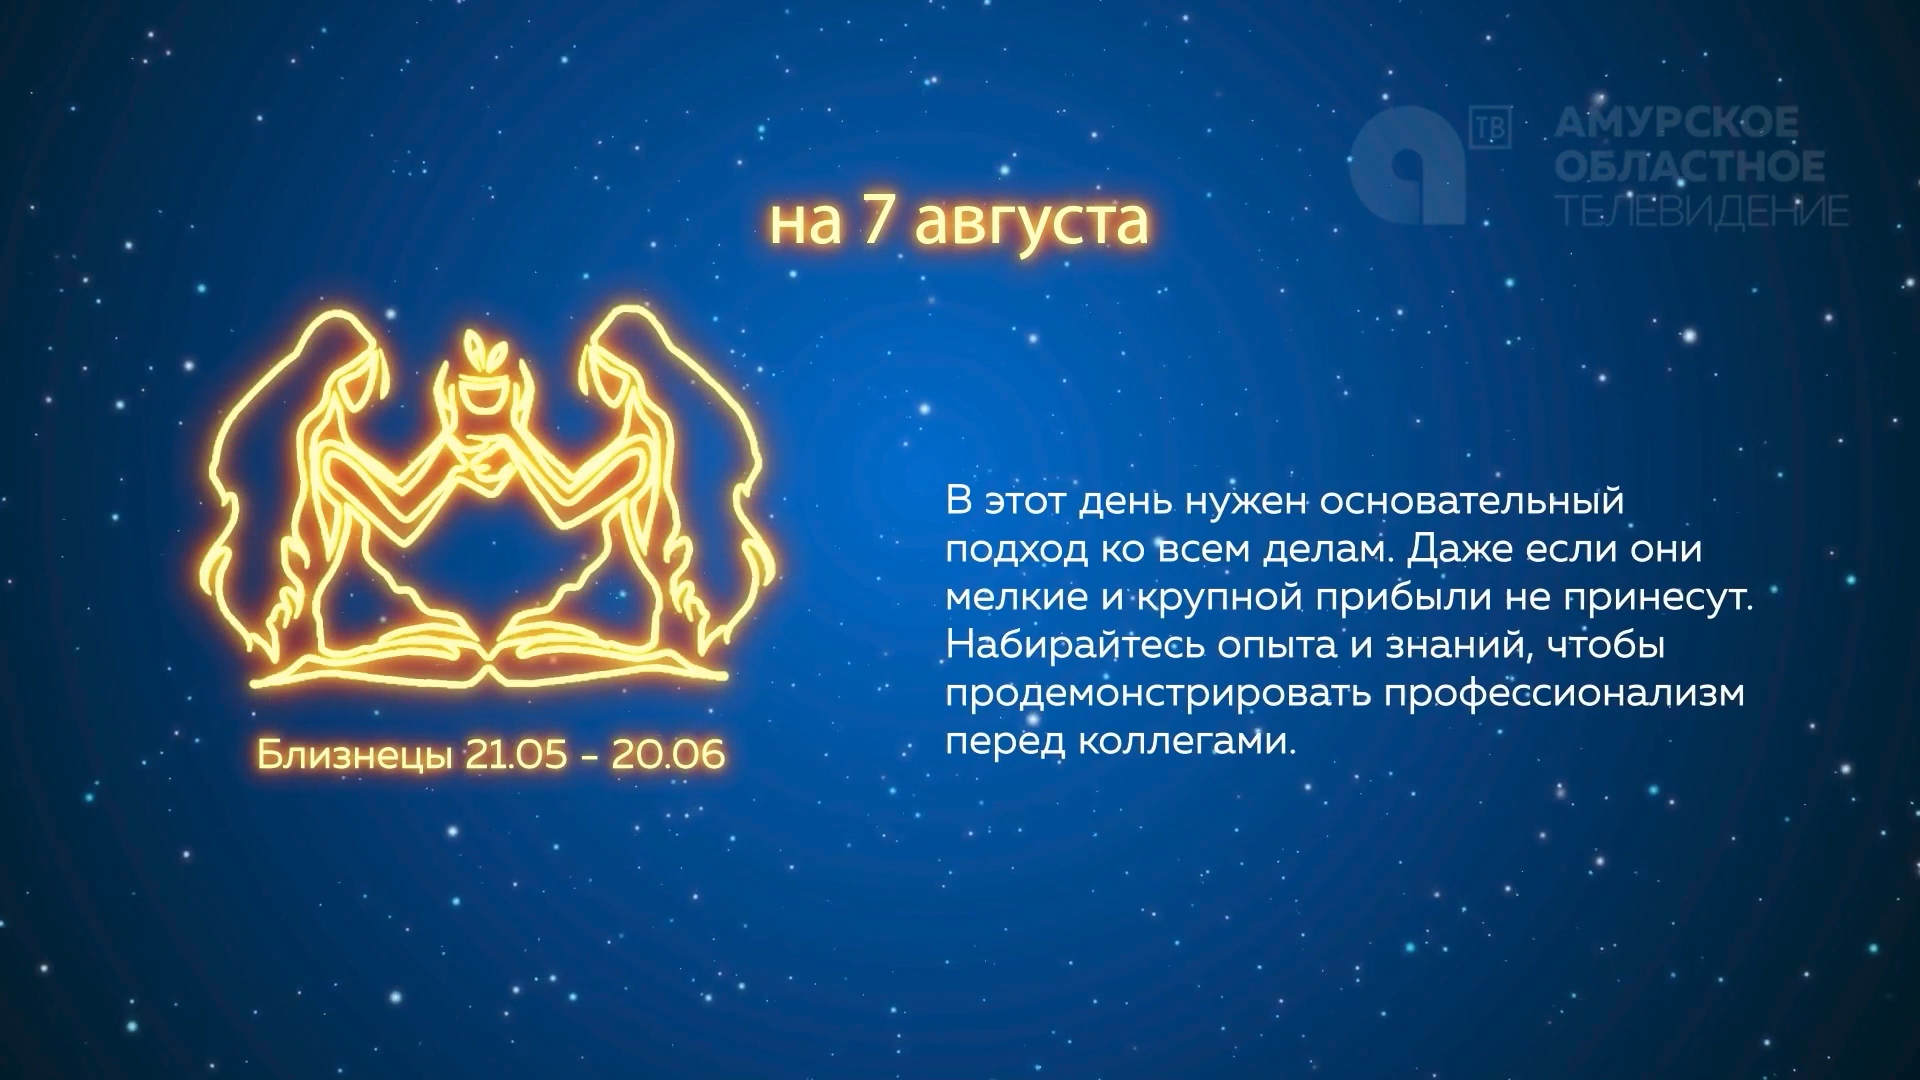 ТВ
АМУРСКОЕ
ОБЛАСТНОЕ
ТЕЛЕВИДЕНИЕ
на 7 августа
В этот день нужен основательный
подход ко всем делам. Даже если они
мелкие и крупной прибыли не принесут.
Набирайтесь опыта и знаний, чтобы
продемонстрировать профессионализм
перед коллегами.
Близнецы 21.05 - 20.06